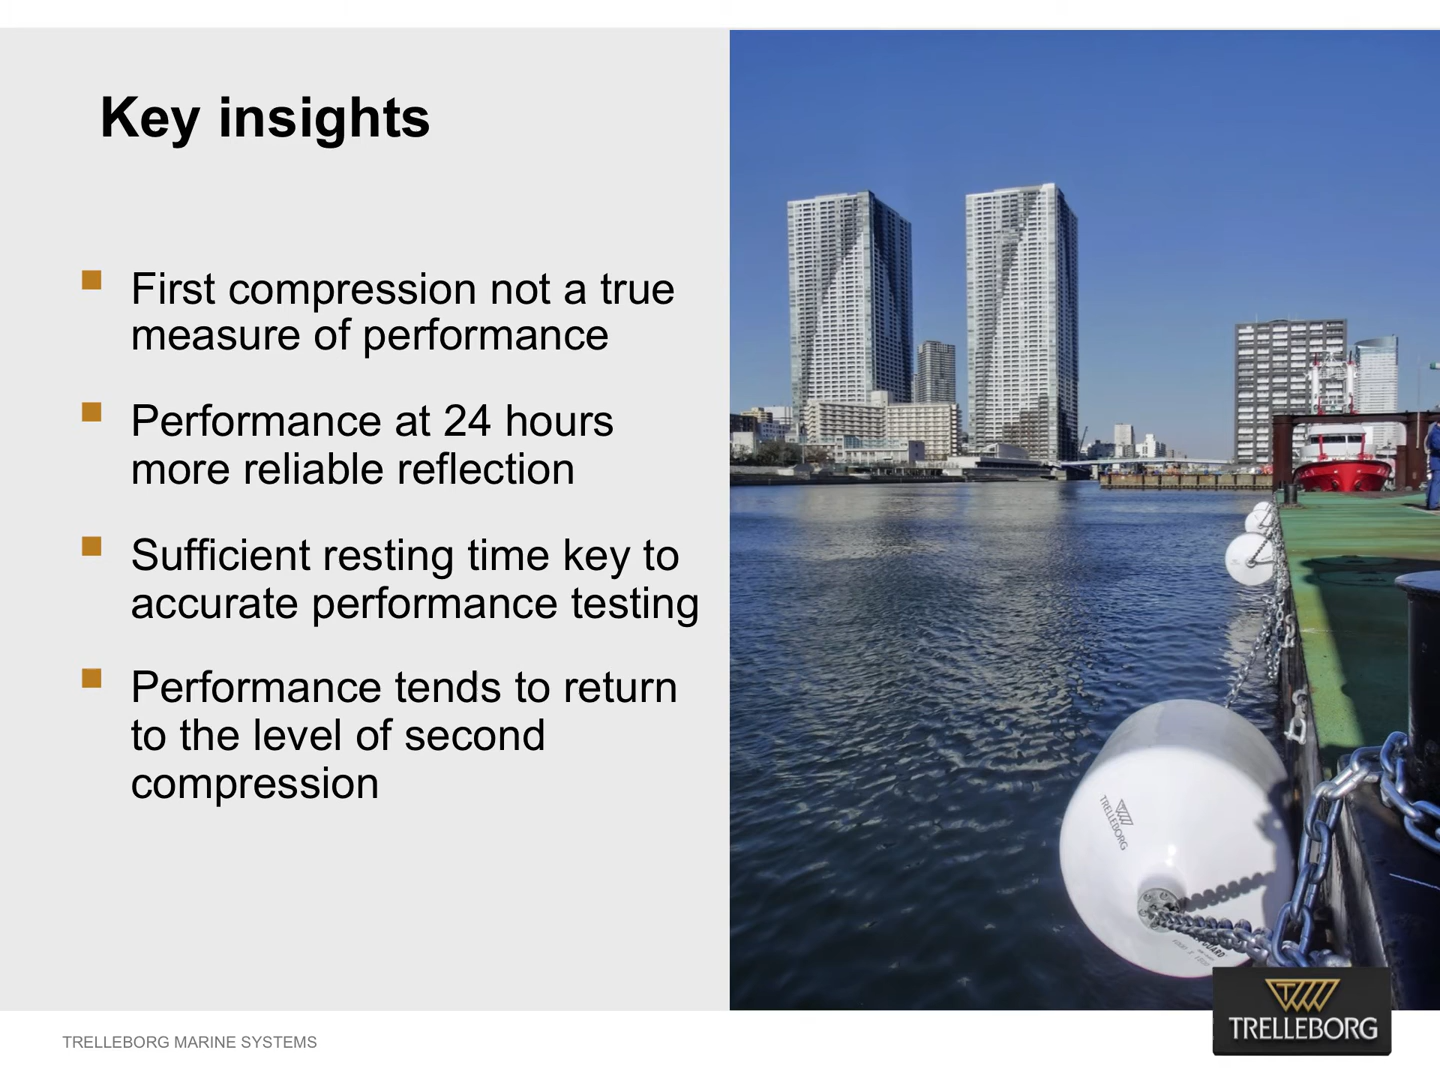 Key insights
First compression not a true
measure of performance
Performance at 24 hours
more reliable reflection
Sufficient resting time key to
accurate performance testing
Performance tends to return
to the level of second
compression
TRELLEBORG
TRELLEBORG MARINE SYSTEMS
TRELLEBORG